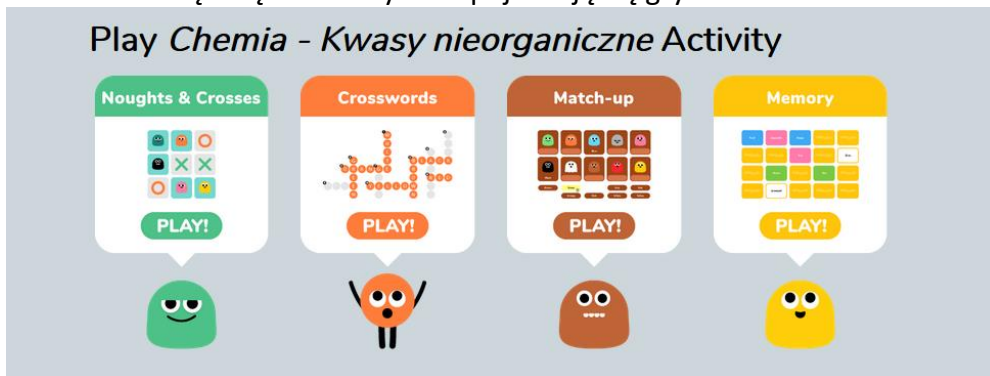 Play Chemia - Kwasy nieorganiczne Activity
Noughts & Crosses
Crosswords
Match-up
Memory
PLAY!
PLAY!
PLAY!
PLAY!